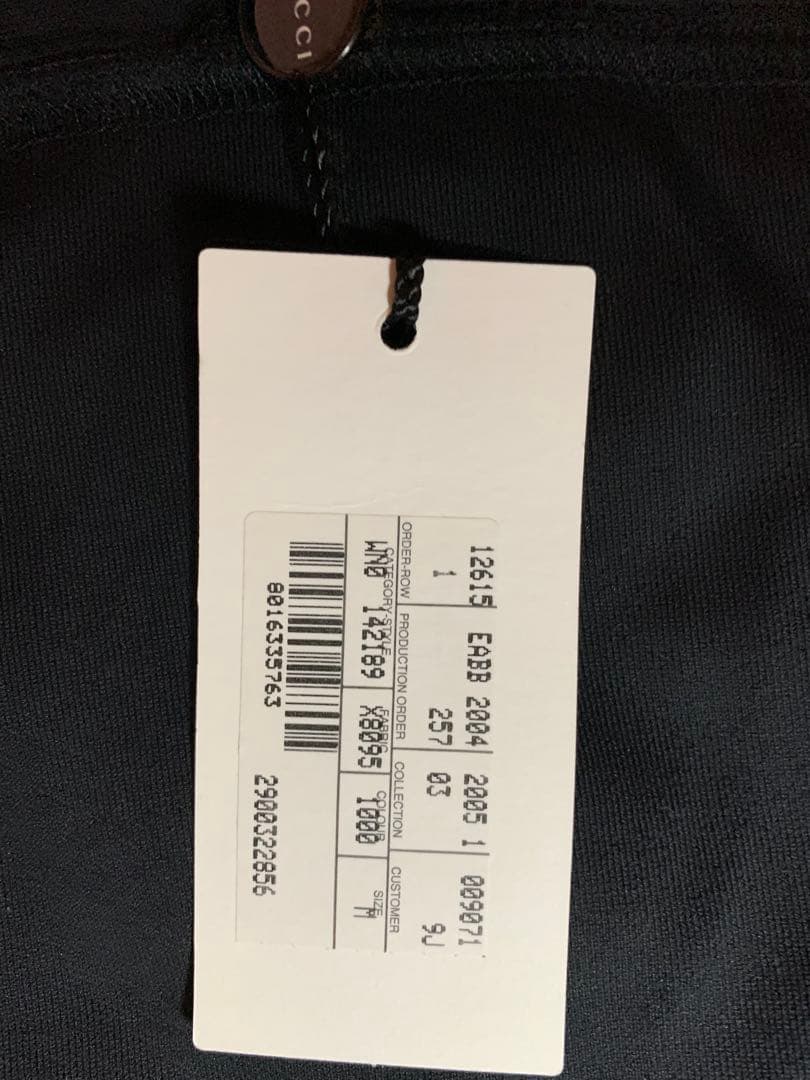 CCI
12615 EABB 2004 2005 1 009071
1 257 03 9J
ORDER-ROW PRODUCTION ORDER COLLECTION CUSTOMER
CATEGORY-STYLE FABRIC COLOUR SIZE
WN0 142189 X8095 1000 M
8016335763
2900322856